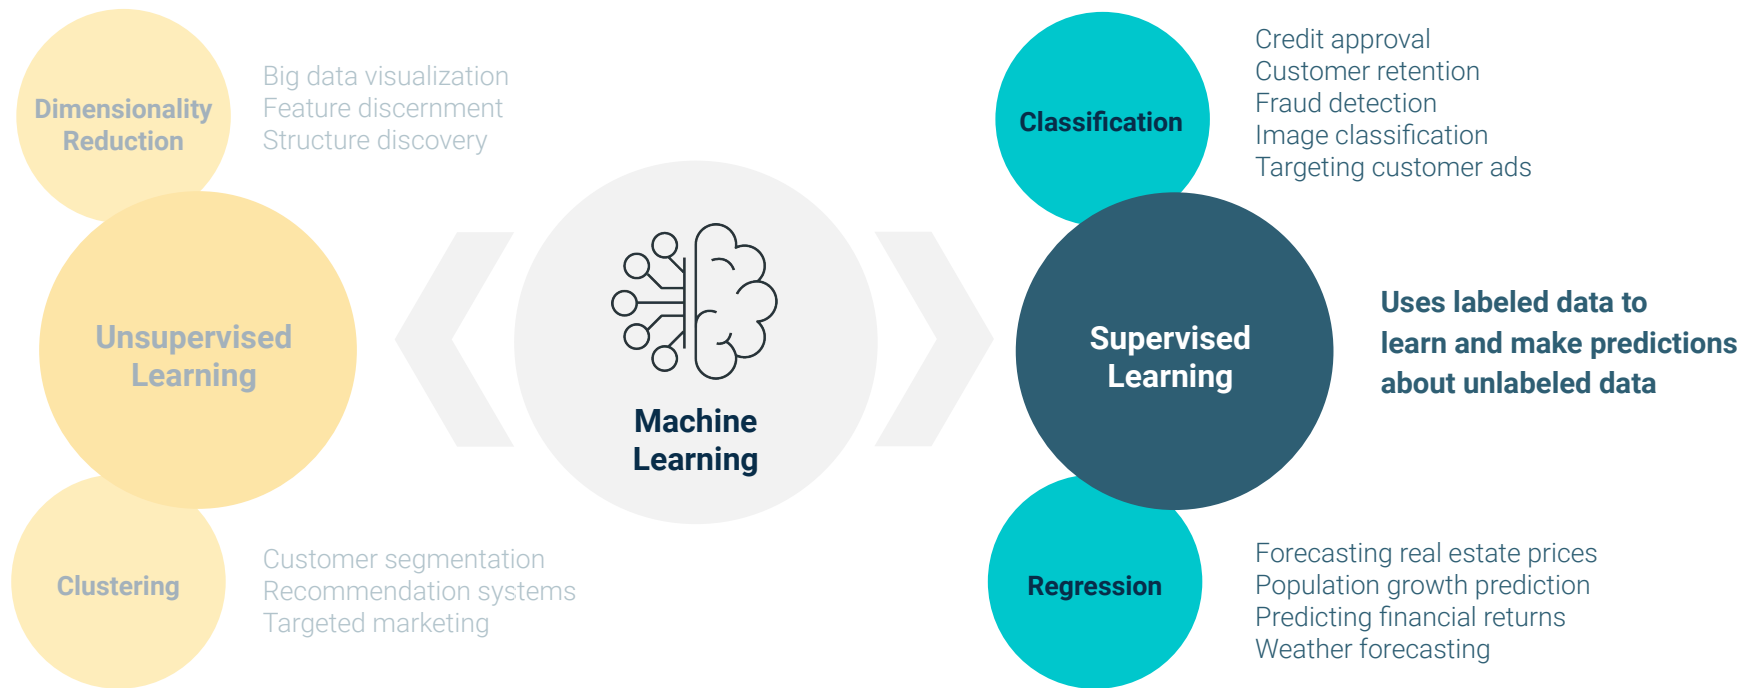 Dimensionality
Reduction
Big data visualization
Feature discernment
Structure discovery
Unsupervised
Learning
Clustering
Customer segmentation
Recommendation systems
Targeted marketing
Machine
Learning
Classification
Credit approval
Customer retention
Fraud detection
Image classification
Targeting customer ads
Supervised
Learning
Uses labeled data to
learn and make predictions
about unlabeled data
Regression
Forecasting real estate prices
Population growth prediction
Predicting financial returns
Weather forecasting